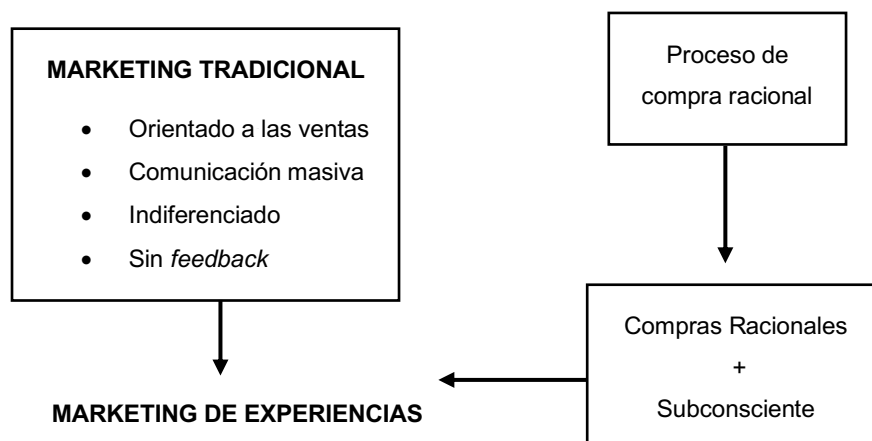 MARKETING TRADICIONAL
• Orientado a las ventas
• Comunicación masiva
• Indiferenciado
• Sin feedback
Proceso de
compra racional
Compras Racionales
+
Subconsciente
MARKETING DE EXPERIENCIAS